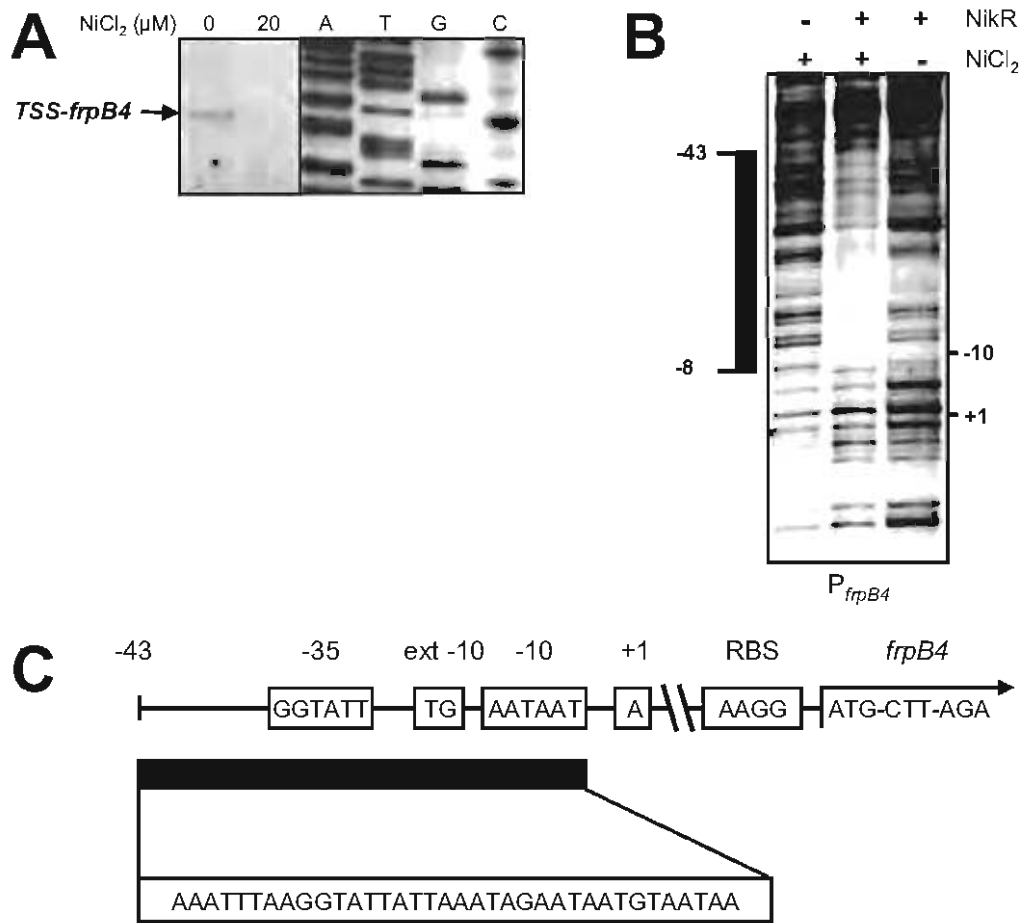 A
NiCl2 (μM) 0 20 A T G C
TSS-frpB4
B
- + + NikR
+ + - NiCl2
-43
-8
-10
+1
PfrpB4
C
-43 -35 ext -10 -10 +1 RBS frpB4
GGTATT TG AATAAT A AAGG ATG-CTT-AGA
AAATTTAAGGTATTATTAAATAGAATAATGTAATAA